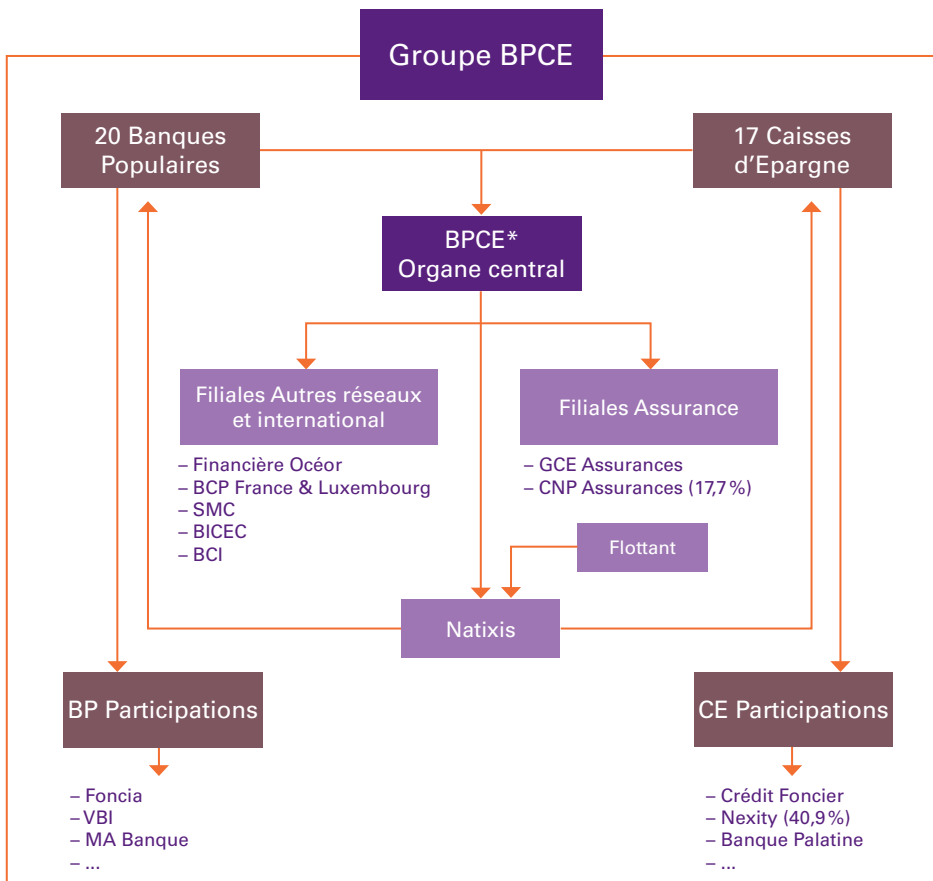 Groupe BPCE
20 Banques
Populaires
17 Caisses
d'Epargne
BPCE*
Organe central
Filiales Autres réseaux
et international
Filiales Assurance
– Financière Océor
– BCP France & Luxembourg
– SMC
– BICEC
– BCI
– GCE Assurances
– CNP Assurances (17,7 %)
Flottant
Natixis
BP Participations
CE Participations
– Foncia
– VBI
– MA Banque
– ...
– Crédit Foncier
– Nexity (40,9 %)
– Banque Palatine
– ...